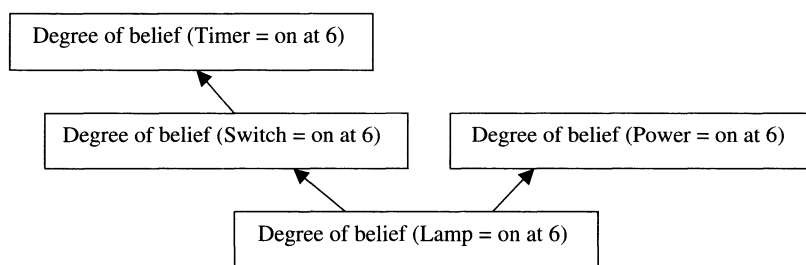 Degree of belief (Timer = on at 6)
Degree of belief (Switch = on at 6)
Degree of belief (Power = on at 6)
Degree of belief (Lamp = on at 6)